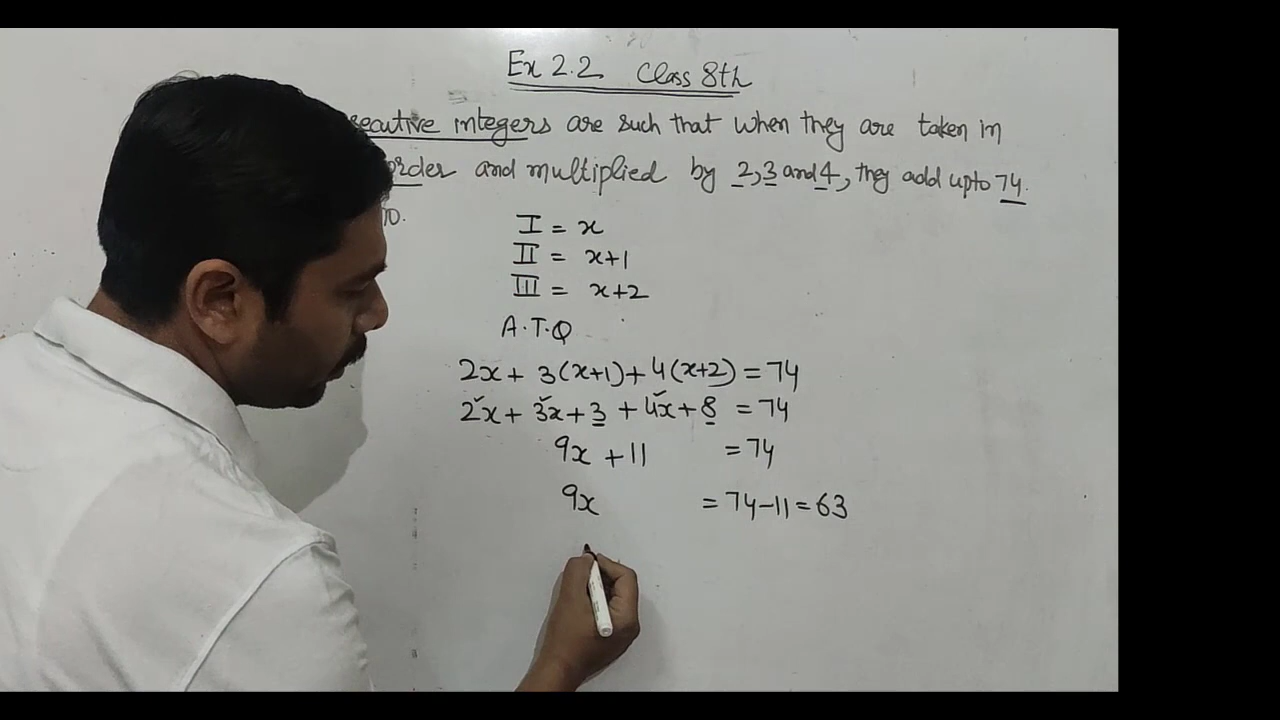 Ex 2.2 Class 8th
integers are such that when they are taken in
order and multiplied by 2, 3 and 4, they add upto 74.
I = x
II = x+1
III = x+2
A.T.Q
2x + 3(x+1) + 4(x+2) = 74
2x + 3x + 3 + 4x + 8 = 74
9x + 11 = 74
9x = 74-11 = 63